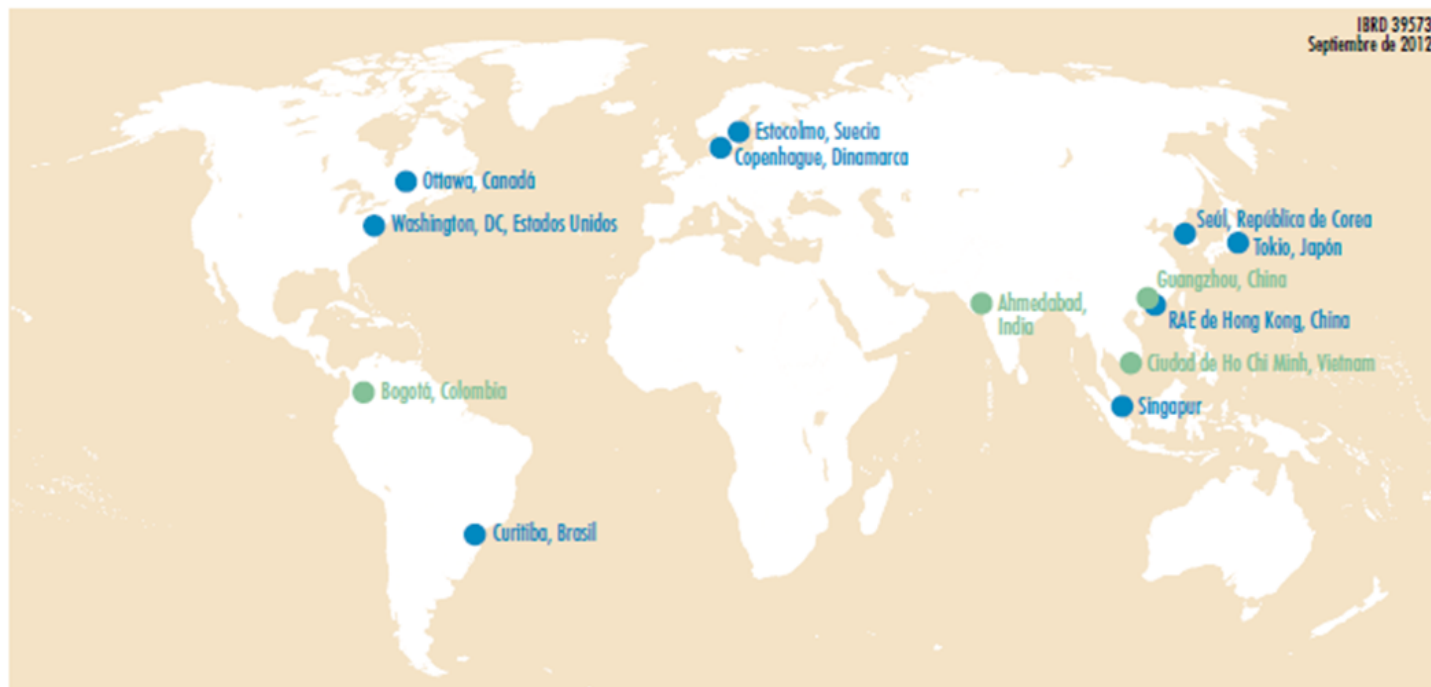 IBRD 39573
Septiembre de 2012
Estocolmo, Suecia
Copenhague, Dinamarca
Ottawa, Canadá
Washington, DC, Estados Unidos
Seúl, República de Corea
Tokio, Japón
Guangzhou, China
Ahmedabad,
India
RAE de Hong Kong, China
Ciudad de Ho Chi Minh, Vietnam
Bogotá, Colombia
Singapur
Curitiba, Brasil